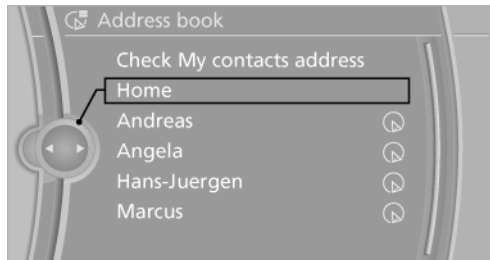 Address book
Check My contacts address
Home
Andreas
Angela
Hans-Juergen
Marcus